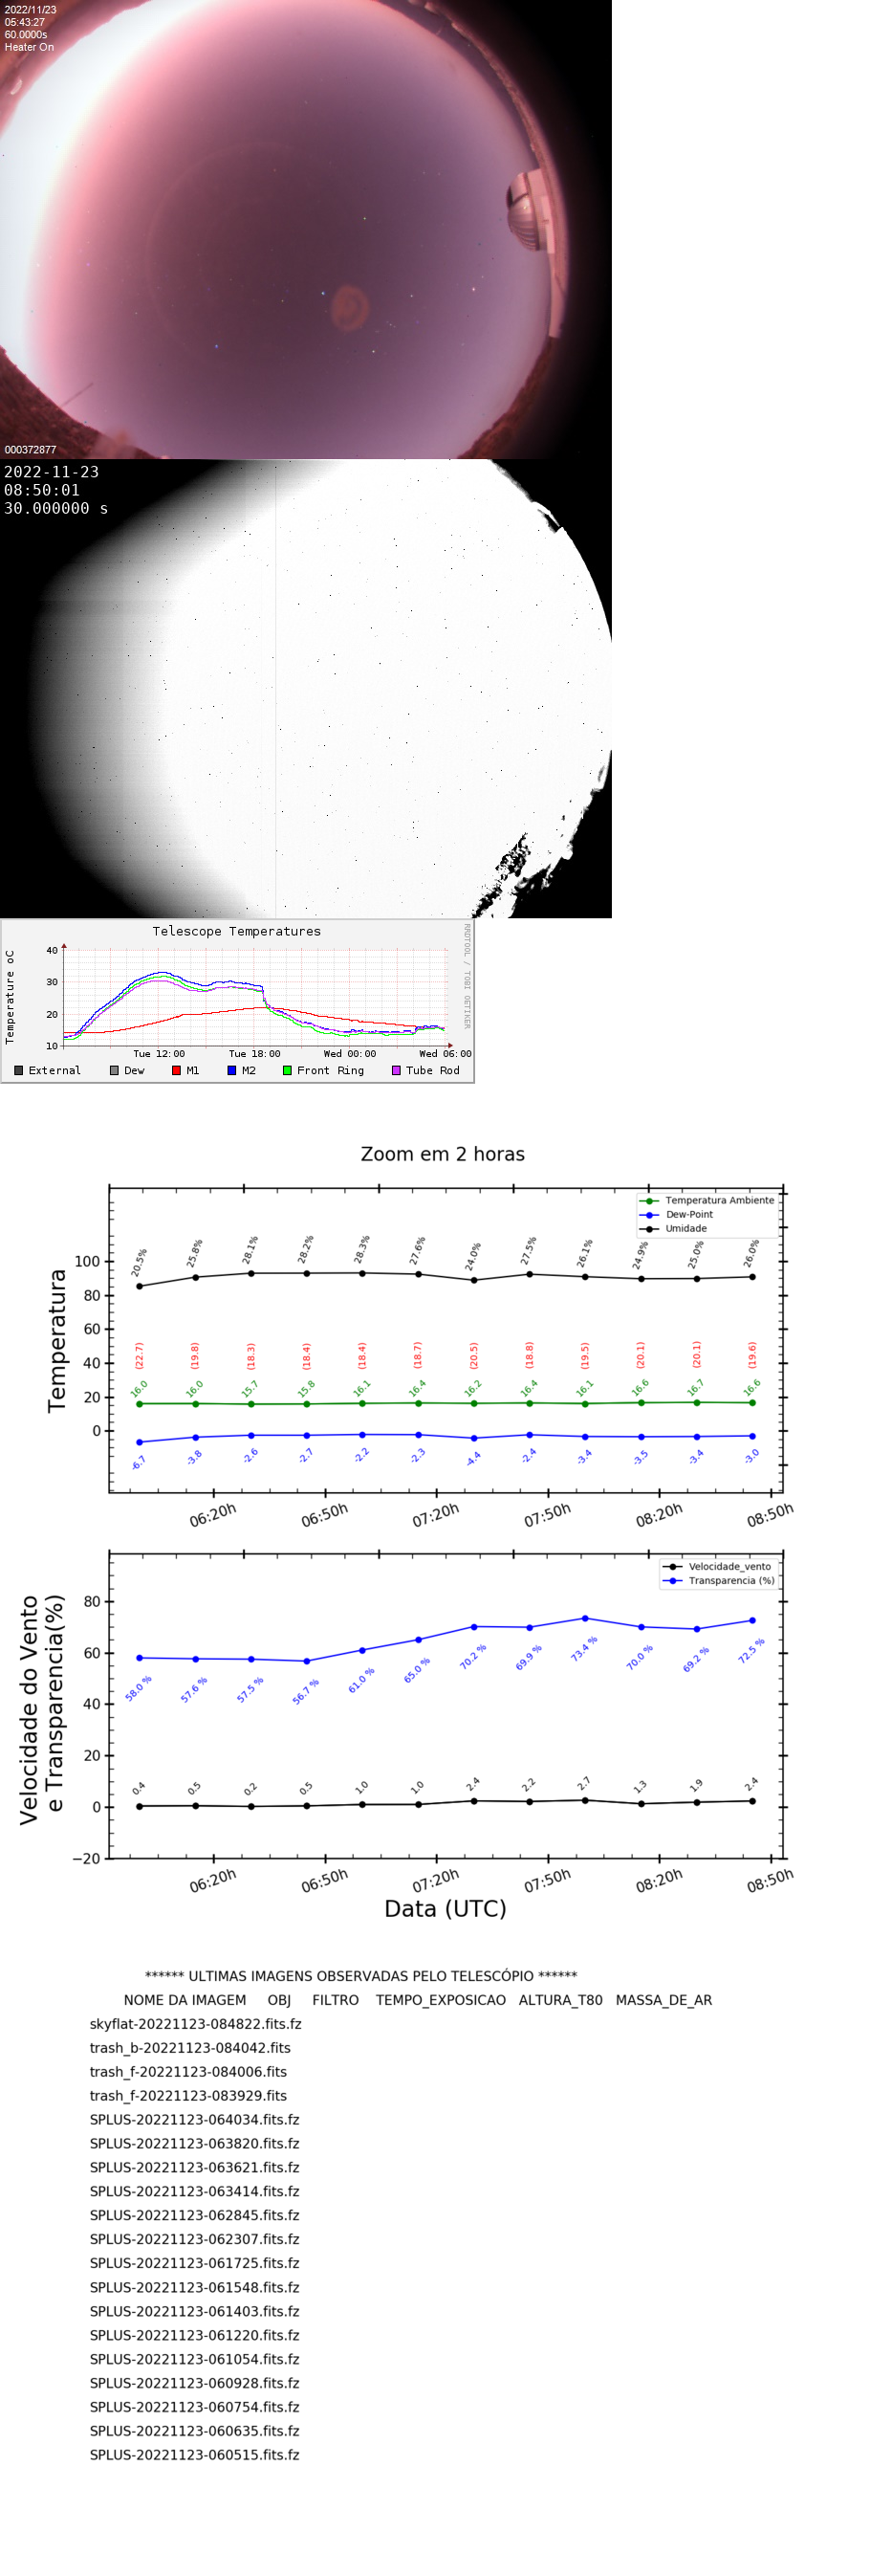 2022/11/23
05:43:27
60.0000s
Heater On
000372877
2022-11-23
08:50:01
30.000000 s
Telescope Temperatures
RRDTOOL / TOBI OETIKER
Temperature oC
40
30
20
10
Tue 12:00 Tue 18:00 Wed 00:00 Wed 06:00
External Dew M1 M2 Front Ring Tube Rod
Zoom em 2 horas
Temperatura Ambiente
Dew-Point
Umidade
Temperatura
100
80
60
40
20
0
20.5% 25.8% 28.1% 28.2% 28.3% 27.6% 24.0% 27.5% 26.1% 24.9% 25.0% 26.0%
(22.7) (19.8) (18.3) (18.4) (18.4) (18.7) (20.5) (18.8) (19.5) (20.1) (20.1) (19.6)
16.0 16.0 15.7 15.8 16.1 16.4 16.2 16.4 16.1 16.6 16.7 16.6
-6.7 -3.8 -2.6 -2.7 -2.2 -2.3 -4.4 -2.4 -3.4 -3.5 -3.4 -3.0
06:20h 06:50h 07:20h 07:50h 08:20h 08:50h
Velocidade_vento
Transparencia (%)
Velocidade do Vento
e Transparencia(%)
80
60
40
20
0
−20
58.0 % 57.6 % 57.5 % 56.7 % 61.0 % 65.0 % 70.2 % 69.9 % 73.4 % 70.0 % 69.2 % 72.5 %
0.4 0.5 0.2 0.5 1.0 1.0 2.4 2.2 2.7 1.3 1.9 2.4
06:20h 06:50h 07:20h 07:50h 08:20h 08:50h
Data (UTC)
****** ULTIMAS IMAGENS OBSERVADAS PELO TELESCÓPIO ******
NOME DA IMAGEM OBJ FILTRO TEMPO_EXPOSICAO ALTURA_T80 MASSA_DE_AR
skyflat-20221123-084822.fits.fz
trash_b-20221123-084042.fits
trash_f-20221123-084006.fits
trash_f-20221123-083929.fits
SPLUS-20221123-064034.fits.fz
SPLUS-20221123-063820.fits.fz
SPLUS-20221123-063621.fits.fz
SPLUS-20221123-063414.fits.fz
SPLUS-20221123-062845.fits.fz
SPLUS-20221123-062307.fits.fz
SPLUS-20221123-061725.fits.fz
SPLUS-20221123-061548.fits.fz
SPLUS-20221123-061403.fits.fz
SPLUS-20221123-061220.fits.fz
SPLUS-20221123-061054.fits.fz
SPLUS-20221123-060928.fits.fz
SPLUS-20221123-060754.fits.fz
SPLUS-20221123-060635.fits.fz
SPLUS-20221123-060515.fits.fz